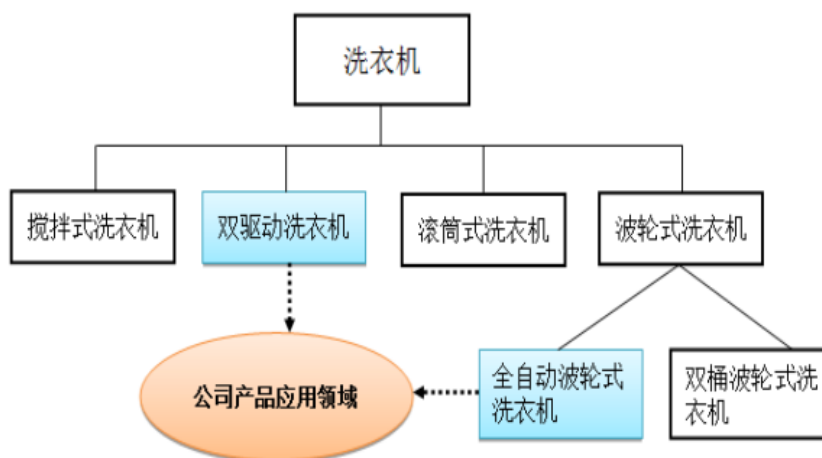 洗衣机
搅拌式洗衣机
双驱动洗衣机
滚筒式洗衣机
波轮式洗衣机
公司产品应用领域
全自动波轮式
洗衣机
双桶波轮式洗
衣机